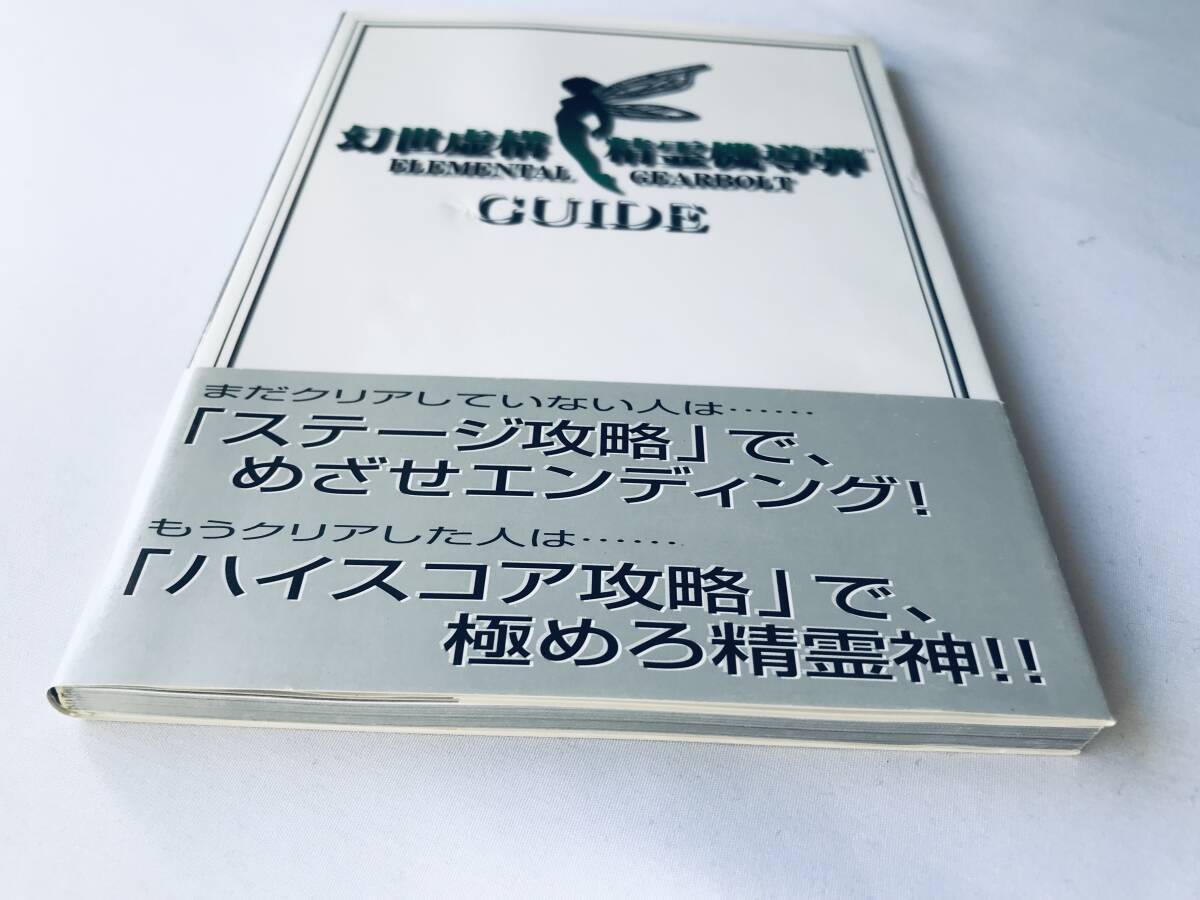 幻世虚構 精霊機導弾™
ELEMENTAL GEARBOLT
GUIDE
まだクリアしていない人は……
「ステージ攻略」で、
めざせエンディング!
もうクリアした人は……
「ハイスコア攻略」で、
極めろ精霊神!!